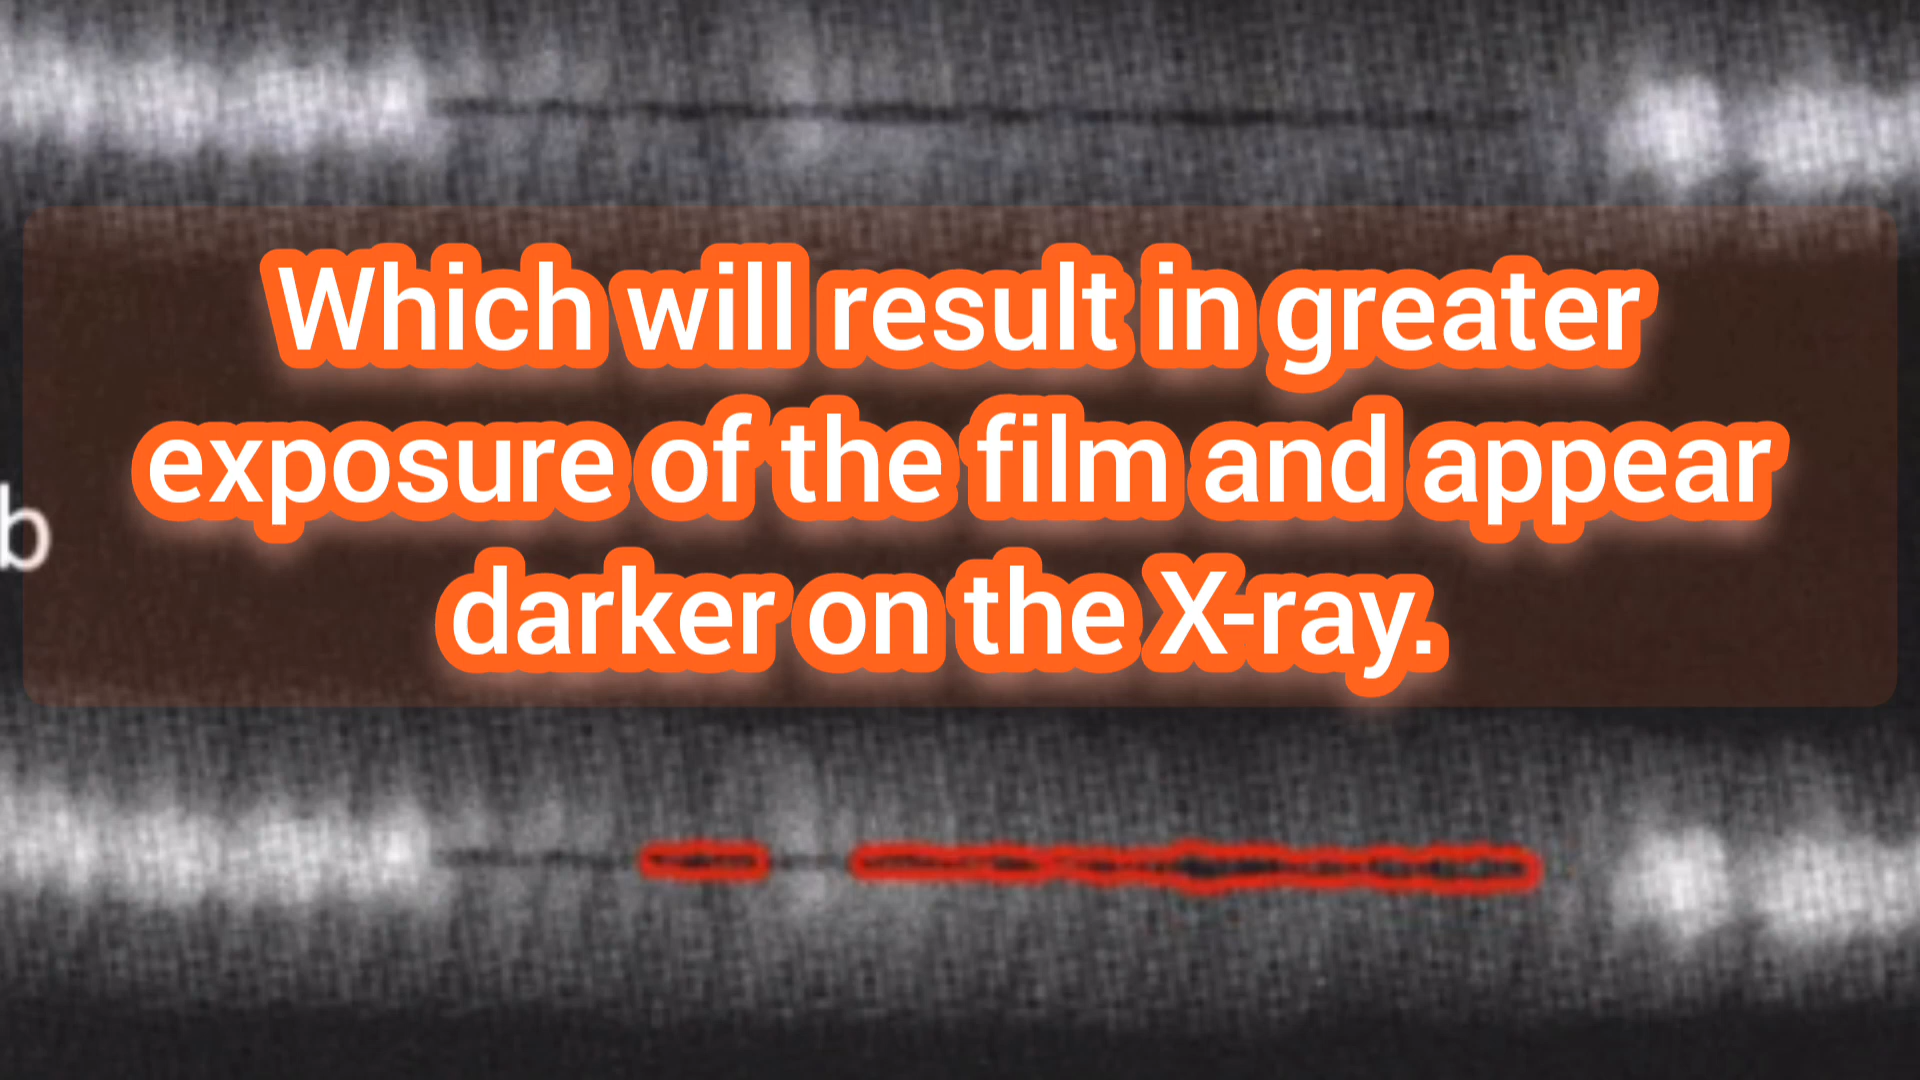 Which will result in greater
exposure of the film and appear
b
darker on the X-ray.